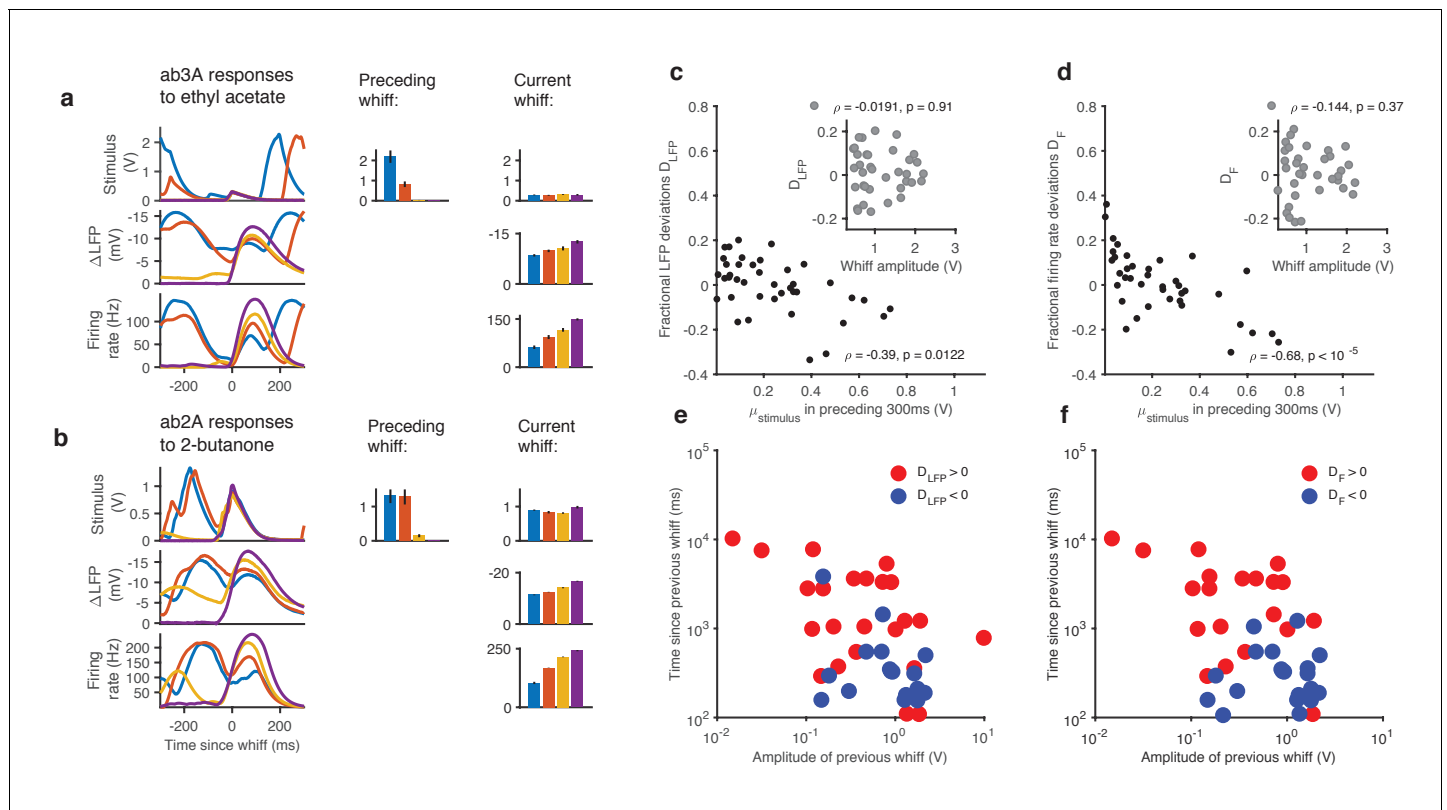 a
ab3A responses
to ethyl acetate
Preceding
whiff:
Current
whiff:
Stimulus
(V)
2
1
0
2
1
0
2
1
0
ΔLFP
(mV)
-15
-10
-5
0
-15
0
Firing
rate (Hz)
100
50
0
150
0
-200 0 200
b
ab2A responses
to 2-butanone
Preceding
whiff:
Current
whiff:
Stimulus
(V)
1
0.5
0
1
0
1
0
ΔLFP
(mV)
-15
-5
0
-20
0
Firing
rate (Hz)
200
150
100
50
250
0
-200 0 200
Time since whiff (ms)
c
Fractional LFP deviations D_LFP
0.8
0.6
0.4
0.2
0
-0.2
-0.4
ρ = -0.0191, p = 0.91
D_LFP
0.2
0
-0.2
1 2 3
Whiff amplitude (V)
ρ = -0.39, p = 0.0122
0.2 0.4 0.6 0.8 1
μ_stimulus in preceding 300ms (V)
d
Fractional firing rate deviations D_F
0.8
0.6
0.4
0.2
0
-0.2
-0.4
ρ = -0.144, p = 0.37
D_F
0.2
0
-0.2
1 2 3
Whiff amplitude (V)
ρ = -0.68, p < 10^-5
0.2 0.4 0.6 0.8 1
μ_stimulus in preceding 300ms (V)
e
Time since previous whiff (ms)
10^5
10^4
10^3
10^2
D_LFP > 0
D_LFP < 0
10^-2 10^-1 10^0 10^1
Amplitude of previous whiff (V)
f
Time since previous whiff (ms)
10^5
10^4
10^3
10^2
D_F > 0
D_F < 0
10^-2 10^-1 10^0 10^1
Amplitude of previous whiff (V)